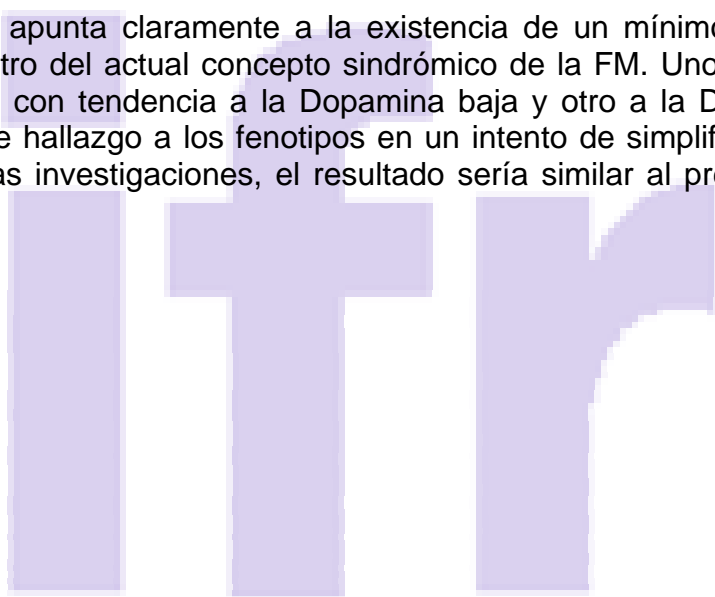 apunta claramente a la existencia de un mínimo
tro del actual concepto sindrómico de la FM. Uno
con tendencia a la Dopamina baja y otro a la D
e hallazgo a los fenotipos en un intento de simplif
as investigaciones, el resultado sería similar al pr
ifr